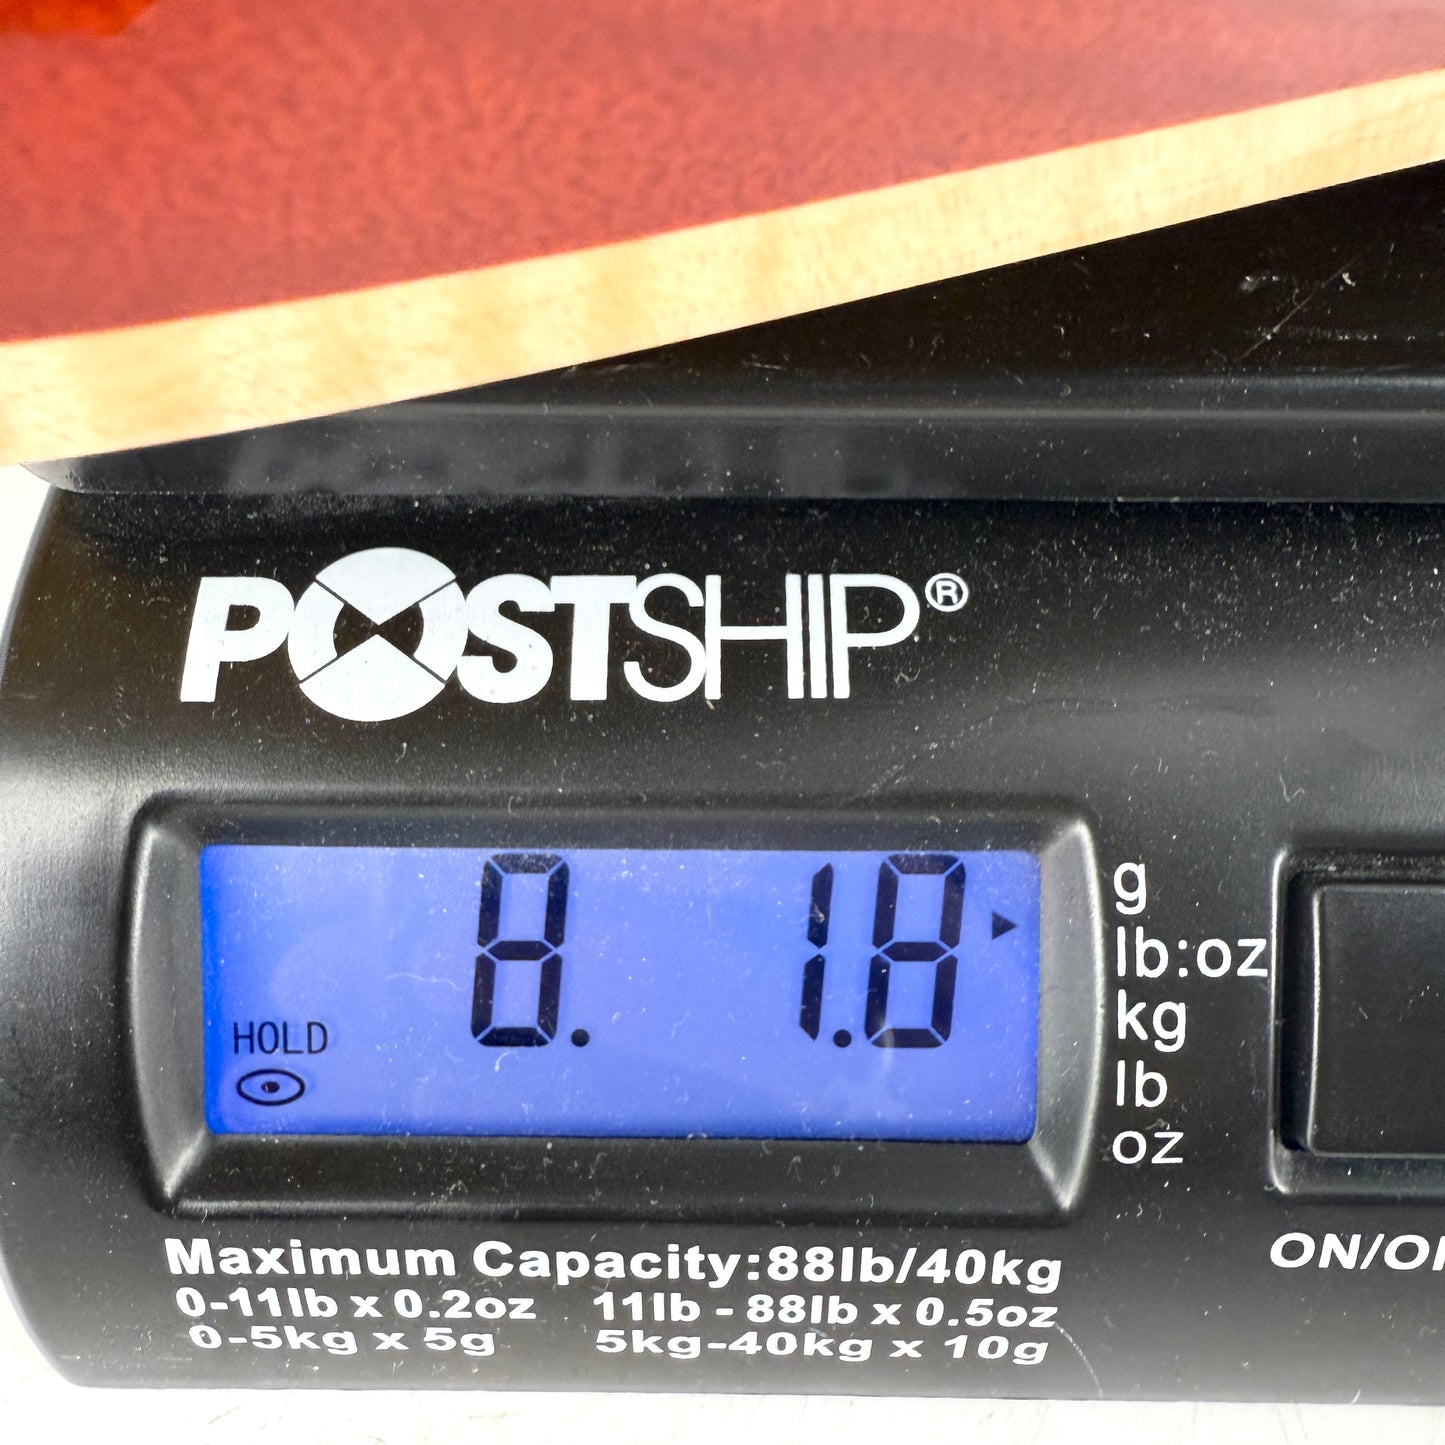 POSTSHIP®
8. 1.8
HOLD
g
lb:oz
kg
lb
oz
Maximum Capacity:88lb/40kg
0-11lb x 0.2oz 11lb - 88lb x 0.5oz
0-5kg x 5g 5kg-40kg x 10g